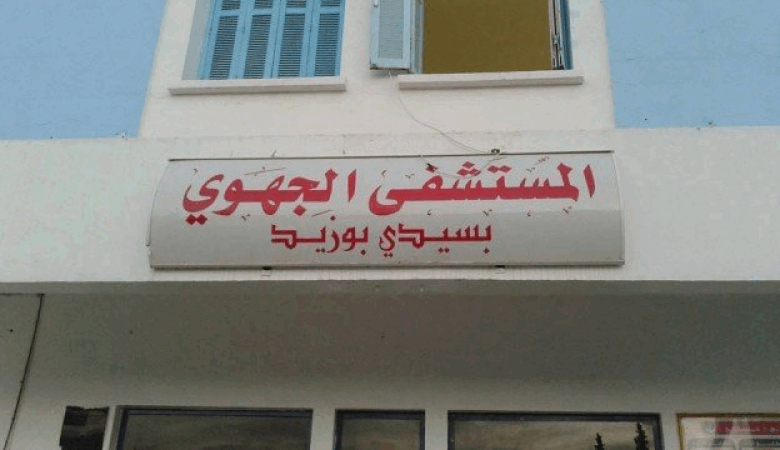 المستشفى الجهوي
بسيدي بوزيد